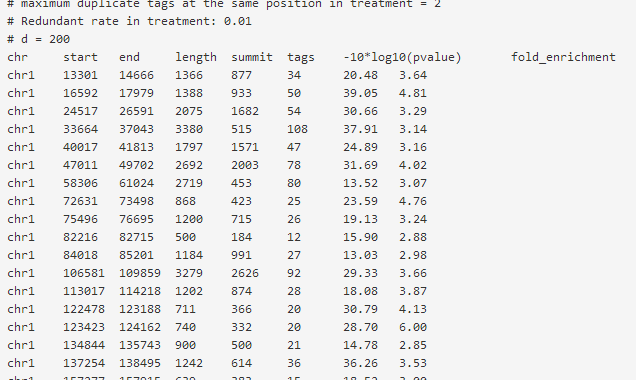 # maximum duplicate tags at the same position in treatment = 2
# Redundant rate in treatment: 0.01
# d = 200
chr start end length summit tags -10*log10(pvalue) fold_enrichment
chr1 13301 14666 1366 877 34 20.48 3.64
chr1 16592 17979 1388 933 50 39.05 4.81
chr1 24517 26591 2075 1682 54 30.66 3.29
chr1 33664 37043 3380 515 108 37.91 3.14
chr1 40017 41813 1797 1571 47 24.89 3.16
chr1 47011 49702 2692 2003 78 31.69 4.02
chr1 58306 61024 2719 453 80 13.52 3.07
chr1 72631 73498 868 423 25 23.59 4.76
chr1 75496 76695 1200 715 26 19.13 3.24
chr1 82216 82715 500 184 12 15.90 2.88
chr1 84018 85201 1184 991 27 13.03 2.98
chr1 106581 109859 3279 2626 92 29.33 3.66
chr1 113017 114218 1202 874 28 18.08 3.87
chr1 122478 123188 711 366 20 30.79 4.13
chr1 123423 124162 740 332 20 28.70 6.00
chr1 134844 135743 900 500 21 14.78 2.85
chr1 137254 138495 1242 614 36 36.26 3.53